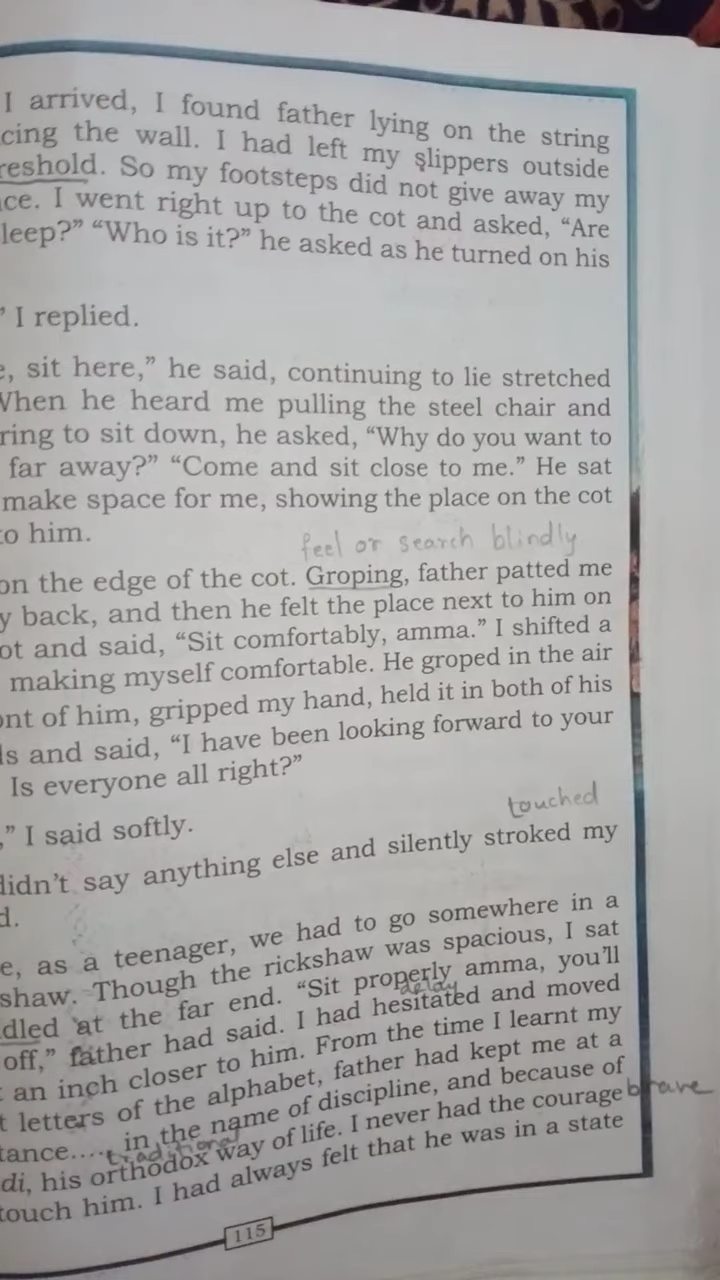 I arrived, I found father lying on the string
cing the wall. I had left my slippers outside
reshold. So my footsteps did not give away my
ce. I went right up to the cot and asked, “Are
leep?” “Who is it?” he asked as he turned on his
” I replied.
e, sit here,” he said, continuing to lie stretched
When he heard me pulling the steel chair and
ring to sit down, he asked, “Why do you want to
far away?” “Come and sit close to me.” He sat
make space for me, showing the place on the cot
to him.
feel or search blindly
on the edge of the cot. Groping, father patted me
y back, and then he felt the place next to him on
ot and said, “Sit comfortably, amma.” I shifted a
making myself comfortable. He groped in the air
ont of him, gripped my hand, held it in both of his
ls and said, “I have been looking forward to your
Is everyone all right?”
,” I said softly.
touched
didn’t say anything else and silently stroked my
d.
e, as a teenager, we had to go somewhere in a
shaw. Though the rickshaw was spacious, I sat
dled at the far end. “Sit properly amma, you’ll
delay
off,” father had said. I had hesitated and moved
an inch closer to him. From the time I learnt my
t letters of the alphabet, father had kept me at a
tance.... in the name of discipline, and because of
brave
traditional
di, his orthodox way of life. I never had the courage
touch him. I had always felt that he was in a state
115